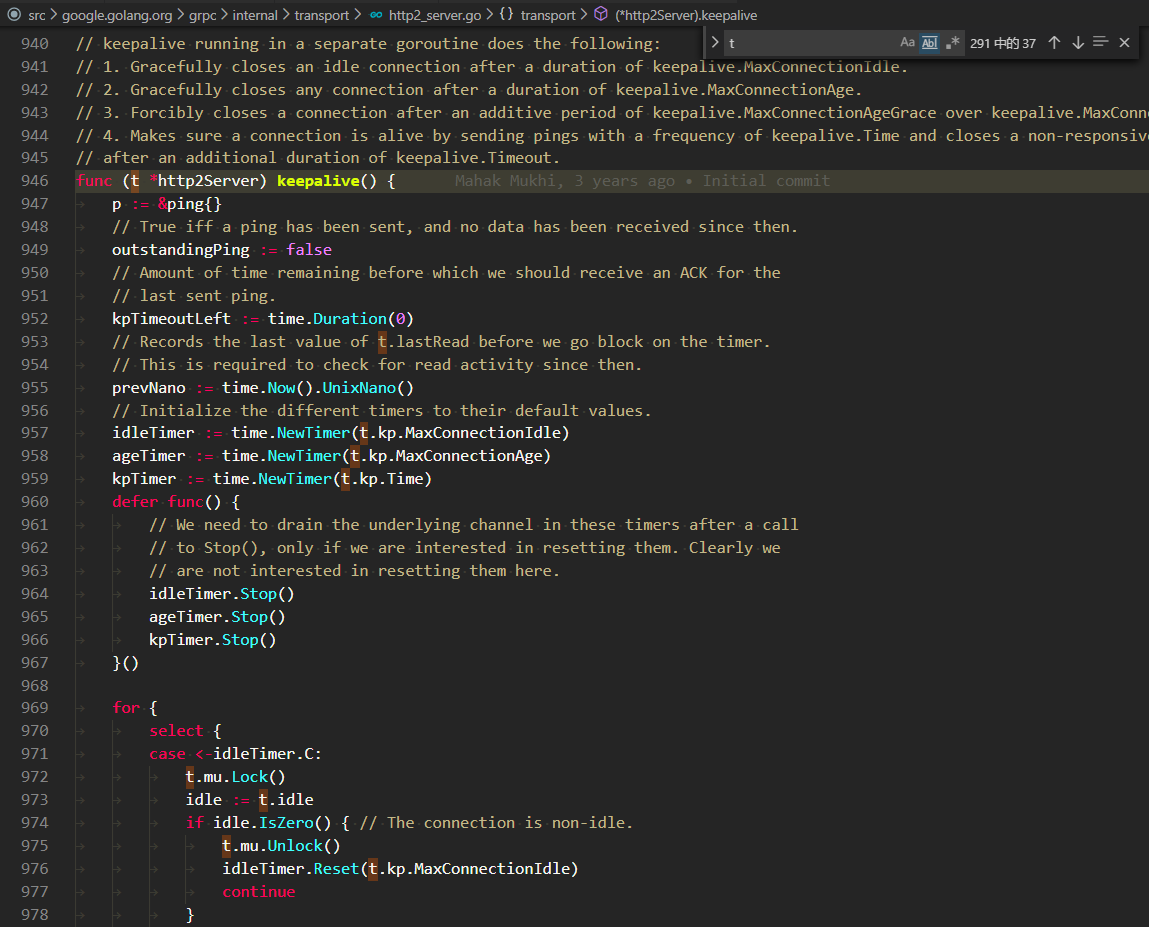 src > google.golang.org > grpc > internal > transport > http2_server.go > {} transport > (*http2Server).keepalive
t Aa Abl .* 291 中的 37
940 // keepalive running in a separate goroutine does the following:
941 // 1. Gracefully closes an idle connection after a duration of keepalive.MaxConnectionIdle.
942 // 2. Gracefully closes any connection after a duration of keepalive.MaxConnectionAge.
943 // 3. Forcibly closes a connection after an additive period of keepalive.MaxConnectionAgeGrace over keepalive.MaxConn
944 // 4. Makes sure a connection is alive by sending pings with a frequency of keepalive.Time and closes a non-responsiv
945 // after an additional duration of keepalive.Timeout.
946 func (t *http2Server) keepalive() { Mahak Mukhi, 3 years ago • Initial commit
947 p := &ping{}
948 // True iff a ping has been sent, and no data has been received since then.
949 outstandingPing := false
950 // Amount of time remaining before which we should receive an ACK for the
951 // last sent ping.
952 kpTimeoutLeft := time.Duration(0)
953 // Records the last value of t.lastRead before we go block on the timer.
954 // This is required to check for read activity since then.
955 prevNano := time.Now().UnixNano()
956 // Initialize the different timers to their default values.
957 idleTimer := time.NewTimer(t.kp.MaxConnectionIdle)
958 ageTimer := time.NewTimer(t.kp.MaxConnectionAge)
959 kpTimer := time.NewTimer(t.kp.Time)
960 defer func() {
961 // We need to drain the underlying channel in these timers after a call
962 // to Stop(), only if we are interested in resetting them. Clearly we
963 // are not interested in resetting them here.
964 idleTimer.Stop()
965 ageTimer.Stop()
966 kpTimer.Stop()
967 }()
968
969 for {
970 select {
971 case <-idleTimer.C:
972 t.mu.Lock()
973 idle := t.idle
974 if idle.IsZero() { // The connection is non-idle.
975 t.mu.Unlock()
976 idleTimer.Reset(t.kp.MaxConnectionIdle)
977 continue
978 }